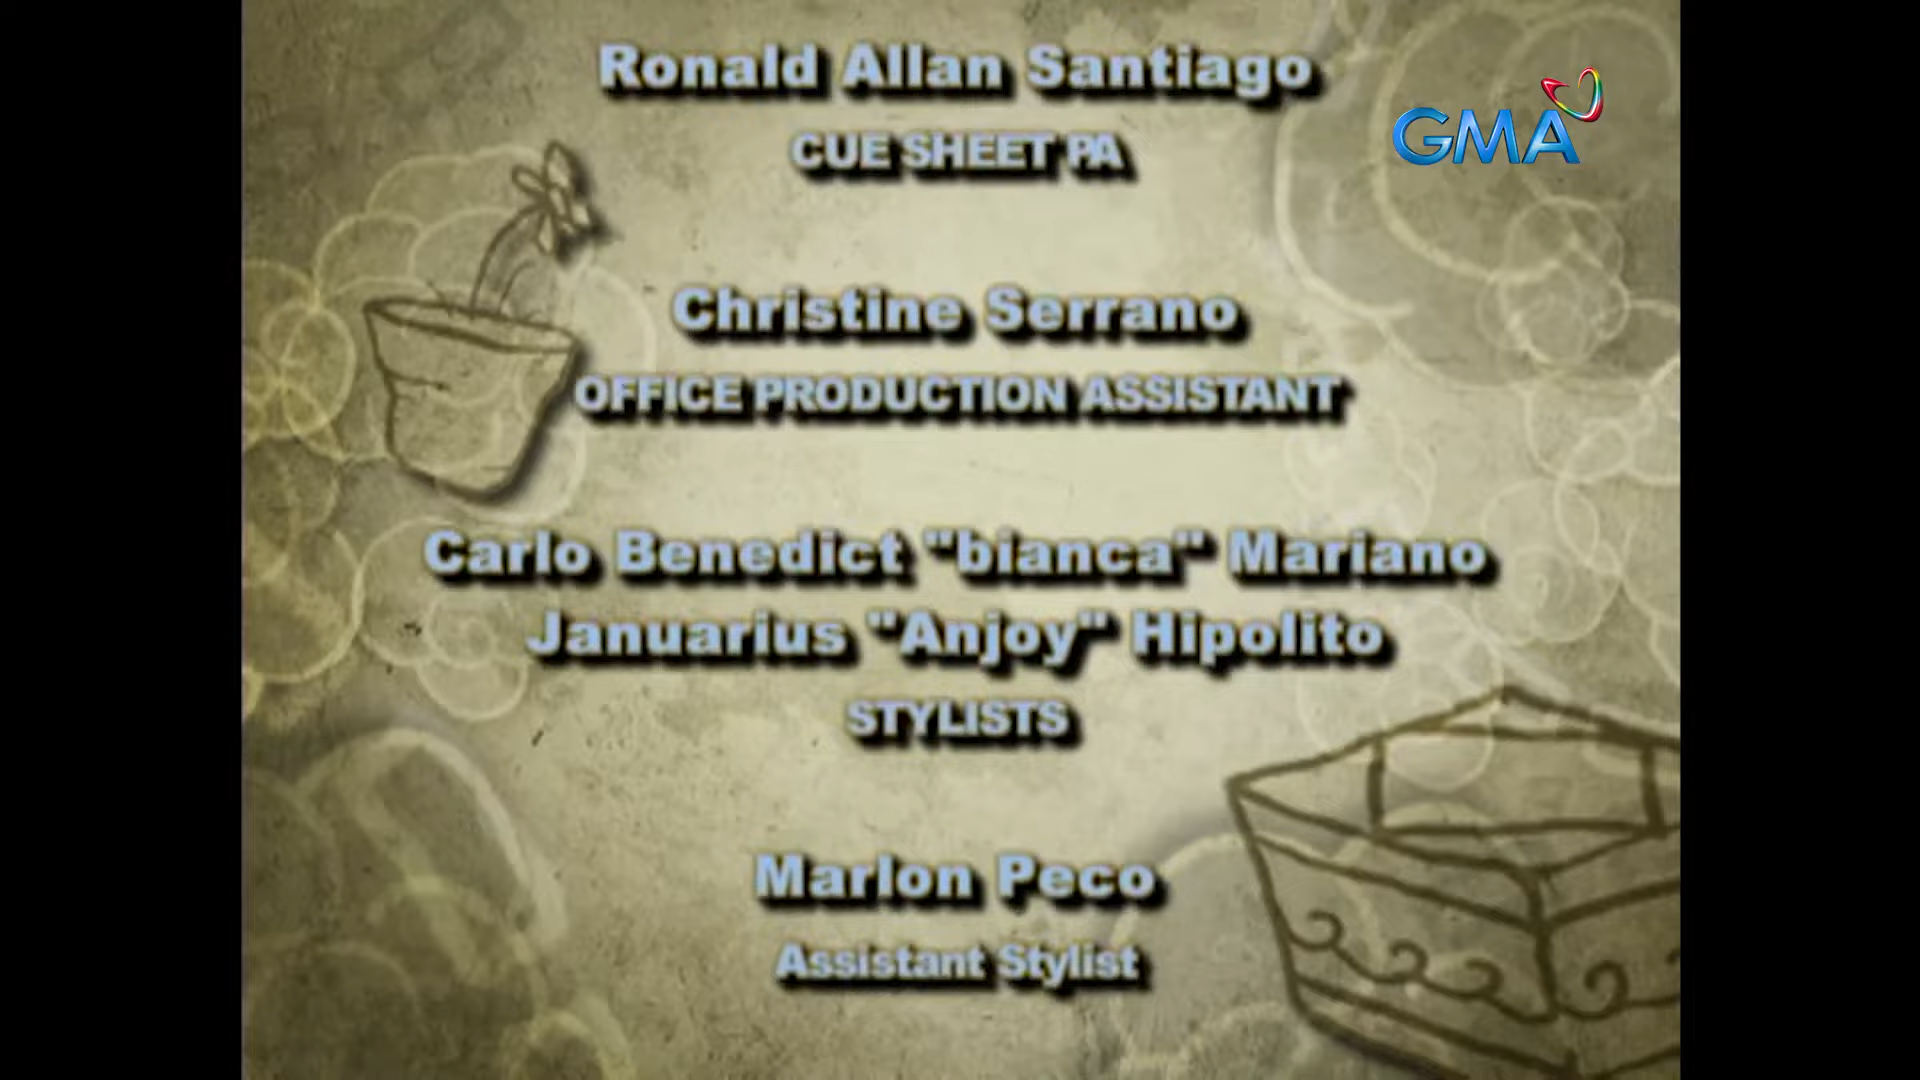 Ronald Allan Santiago
GMA
CUE SHEET PA
Christine Serrano
OFFICE PRODUCTION ASSISTANT
Carlo Benedict "bianca" Mariano
Januarius "Anjoy" Hipolito
STYLISTS
Marlon Peco
Assistant Stylist